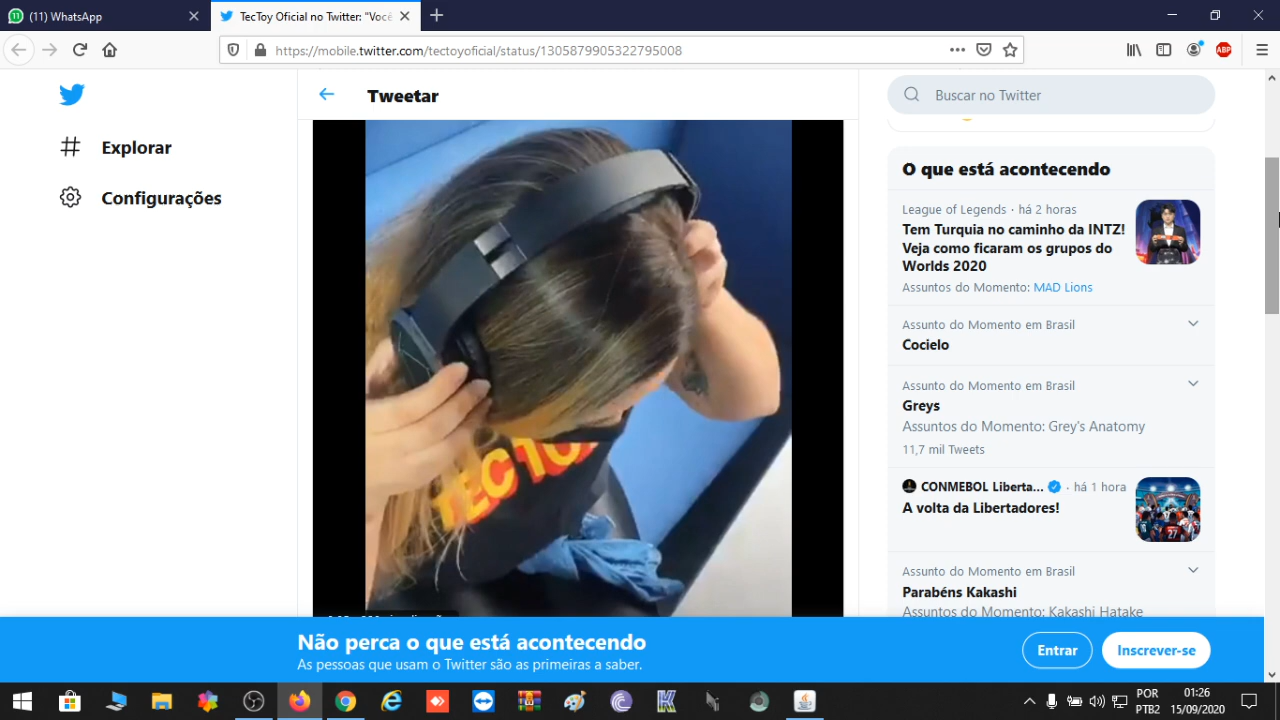 (11) WhatsApp
TecToy Oficial no Twitter: "Você
https://mobile.twitter.com/tectoyoficial/status/1305879905322795008
ABP
Tweetar
Buscar no Twitter
Explorar
Configurações
TECTOY
O que está acontecendo
League of Legends · há 2 horas
Tem Turquia no caminho da INTZ!
Veja como ficaram os grupos do
Worlds 2020
Assuntos do Momento: MAD Lions
Assunto do Momento em Brasil
Cocielo
Assunto do Momento em Brasil
Greys
Assuntos do Momento: Grey's Anatomy
11,7 mil Tweets
CONMEBOL Liberta... · há 1 hora
A volta da Libertadores!
Assunto do Momento em Brasil
Parabéns Kakashi
Assuntos do Momento: Kakashi Hatake
Não perca o que está acontecendo
As pessoas que usam o Twitter são as primeiras a saber.
Entrar
Inscrever-se
POR
PTB2
01:26
15/09/2020